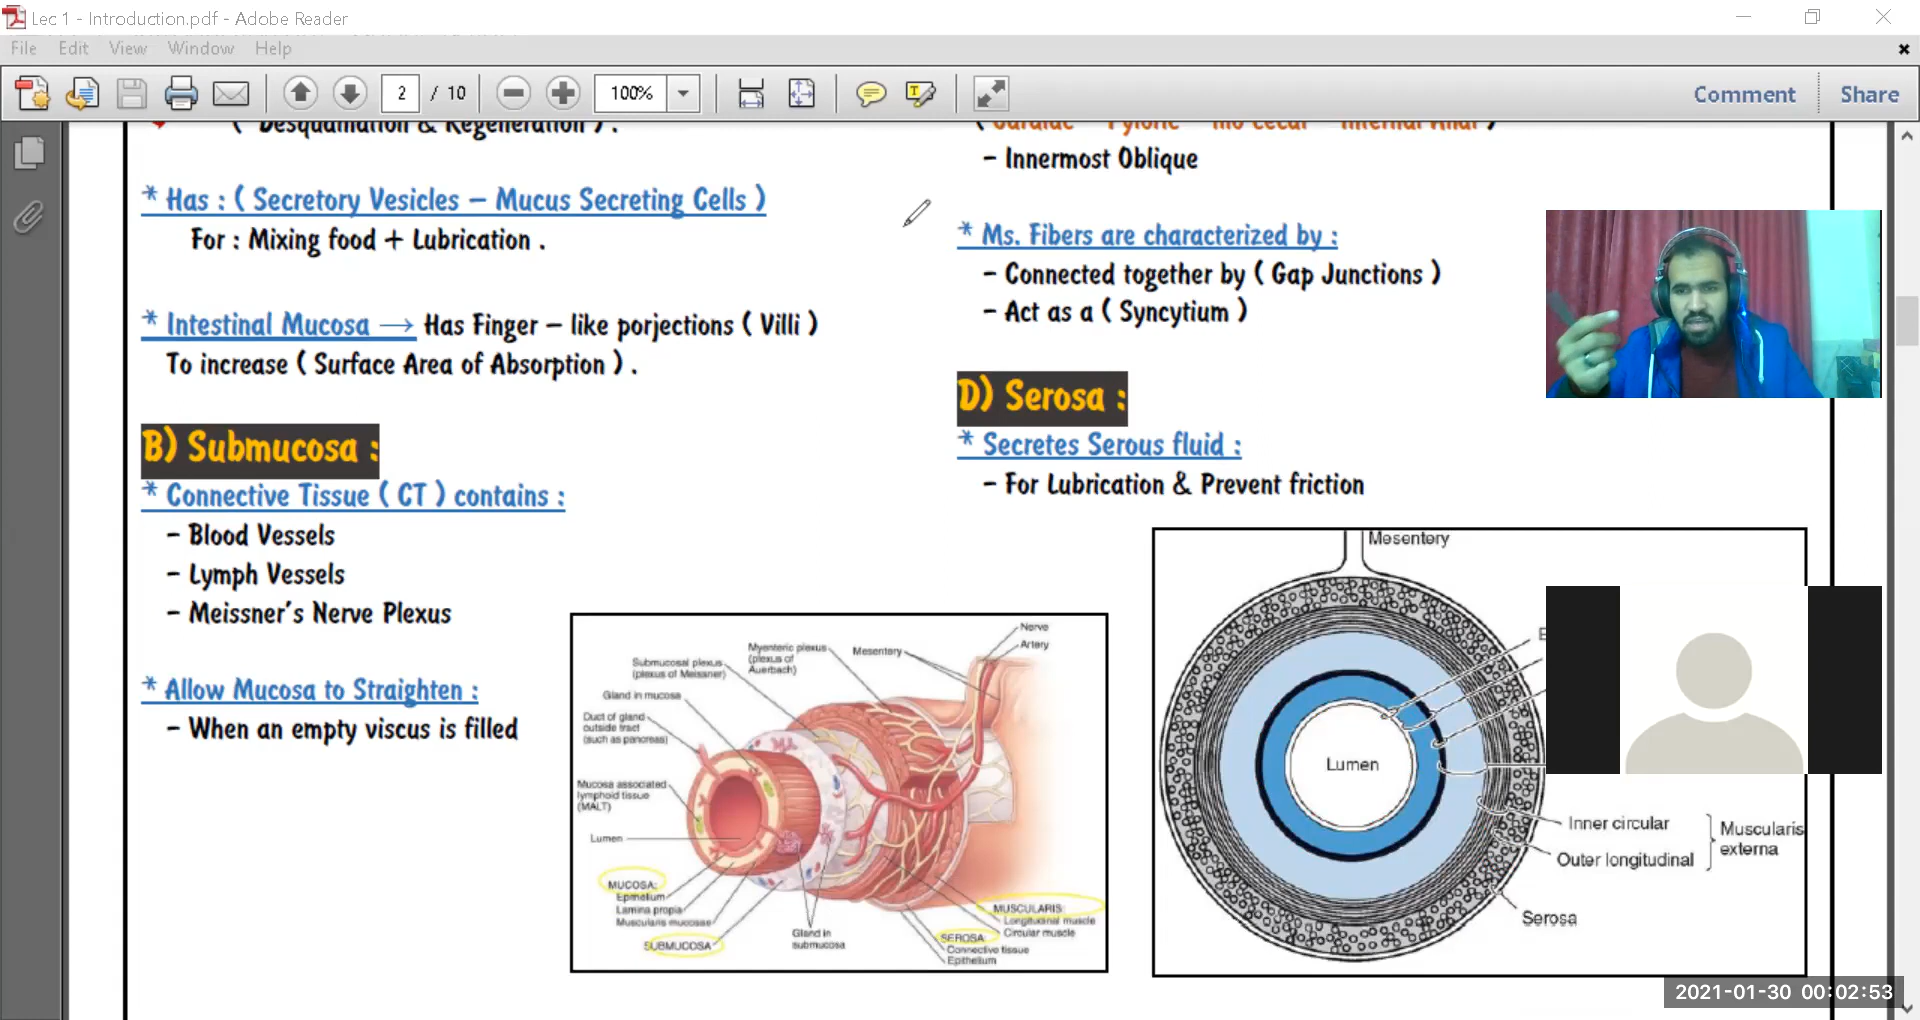 Lec 1 - Introduction.pdf - Adobe Reader
File Edit View Window Help
2 / 10 100% Comment Share
( Desquamation & Regeneration ) .
* Has : ( Secretory Vesicles – Mucus Secreting Cells )
For : Mixing food + Lubrication .
* Intestinal Mucosa → Has Finger – like porjections ( Villi )
To increase ( Surface Area of Absorption ) .
B) Submucosa :
* Connective Tissue ( CT ) contains :
- Blood Vessels
- Lymph Vessels
- Meissner's Nerve Plexus
* Allow Mucosa to Straighten :
- When an empty viscus is filled
- Innermost Oblique
* Ms. Fibers are characterized by :
- Connected together by ( Gap Junctions )
- Act as a ( Syncytium )
D) Serosa :
* Secretes Serous fluid :
- For Lubrication & Prevent friction
Nerve
Artery
Mesentery
Myenteric plexus
(plexus of
Auerbach)
Submucosal plexus
(plexus of Meissner)
Gland in mucosa
Duct of gland
outside tract
(such as pancreas)
Mucosa associated
lymphoid tissue
(MALT)
Lumen
MUCOSA:
Epithelium
Lamina propia
Muscularis mucosae
SUBMUCOSA
Gland in
submucosa
MUSCULARIS:
Longitudinal muscle
Circular muscle
SEROSA:
Connective tissue
Epithelium
Mesentery
Lumen
Inner circular
Outer longitudinal
Muscularis
externa
Serosa
2021-01-30 00:02:53